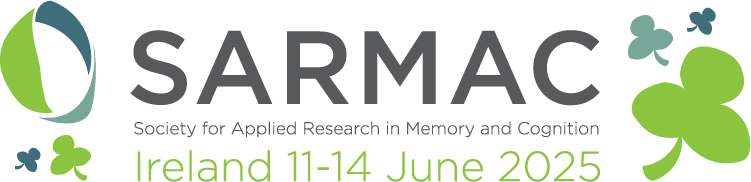 SARMAC
Society for Applied Research in Memory and Cognition
Ireland 11-14 June 2025